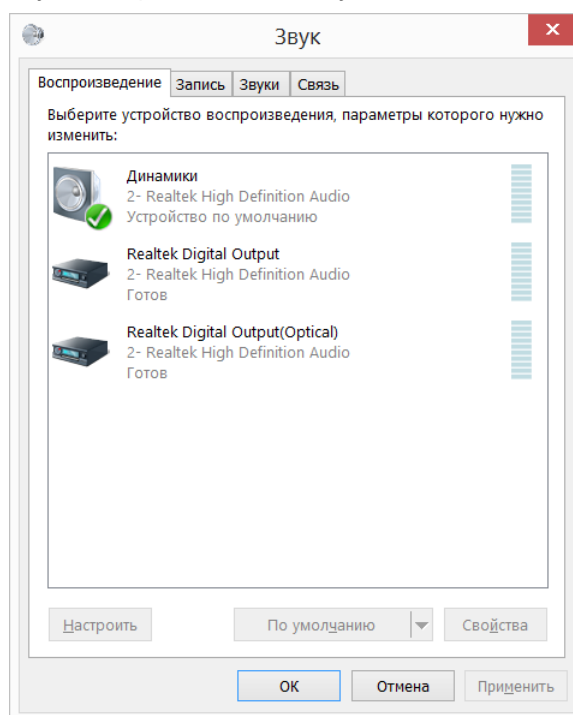 Звук
Воспроизведение Запись Звуки Связь
Выберите устройство воспроизведения, параметры которого нужно
изменить:
Динамики
2- Realtek High Definition Audio
Устройство по умолчанию
Realtek Digital Output
2- Realtek High Definition Audio
Готов
Realtek Digital Output(Optical)
2- Realtek High Definition Audio
Готов
Настроить По умолчанию Свойства
ОК Отмена Применить